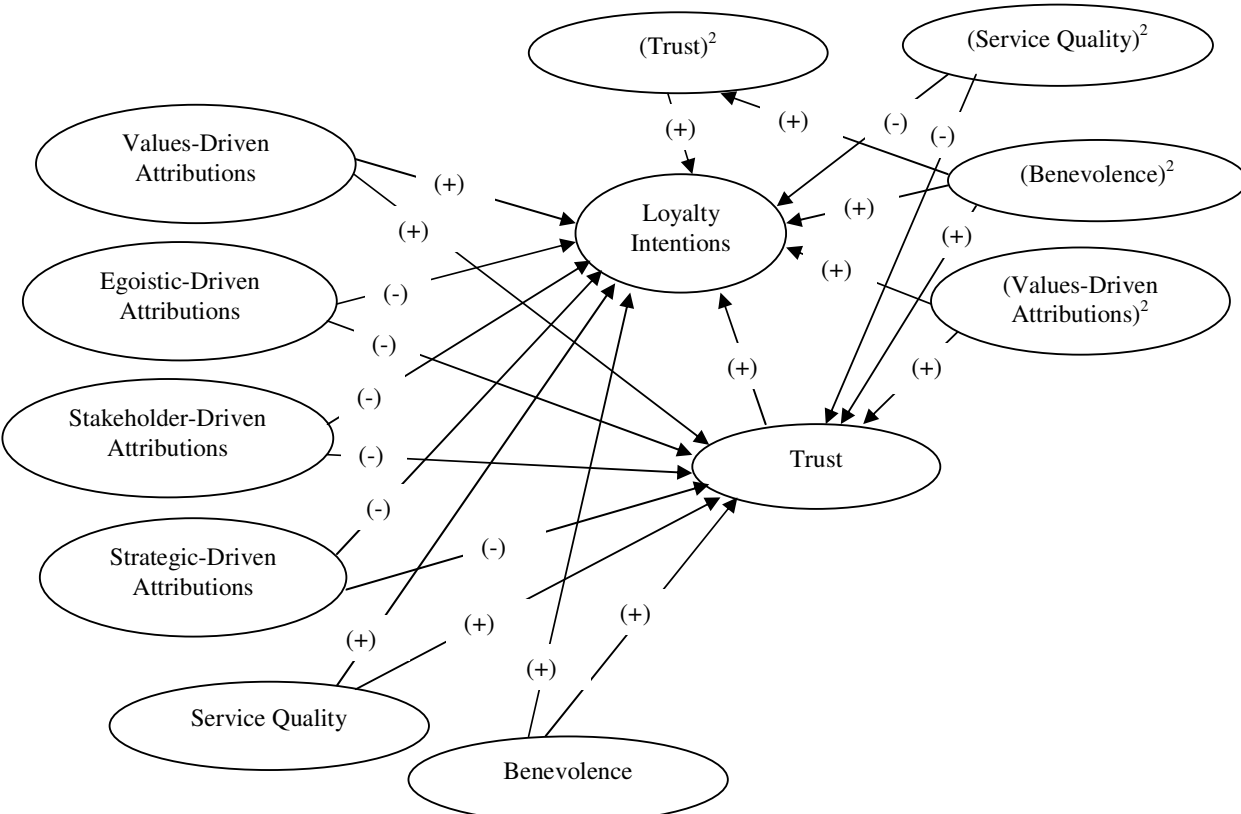 (Trust)²
(Service Quality)²
(+)
(+)
(-)
(-)
Values-Driven
Attributions
(Benevolence)²
(+)
Loyalty
Intentions
(+)
(+)
(+)
(+)
Egoistic-Driven
Attributions
(-)
(Values-Driven
Attributions)²
(-)
(+)
(+)
(-)
Stakeholder-Driven
Attributions
(-)
Trust
(-)
Strategic-Driven
Attributions
(-)
(+)
(+)
(+)
(+)
Service Quality
Benevolence